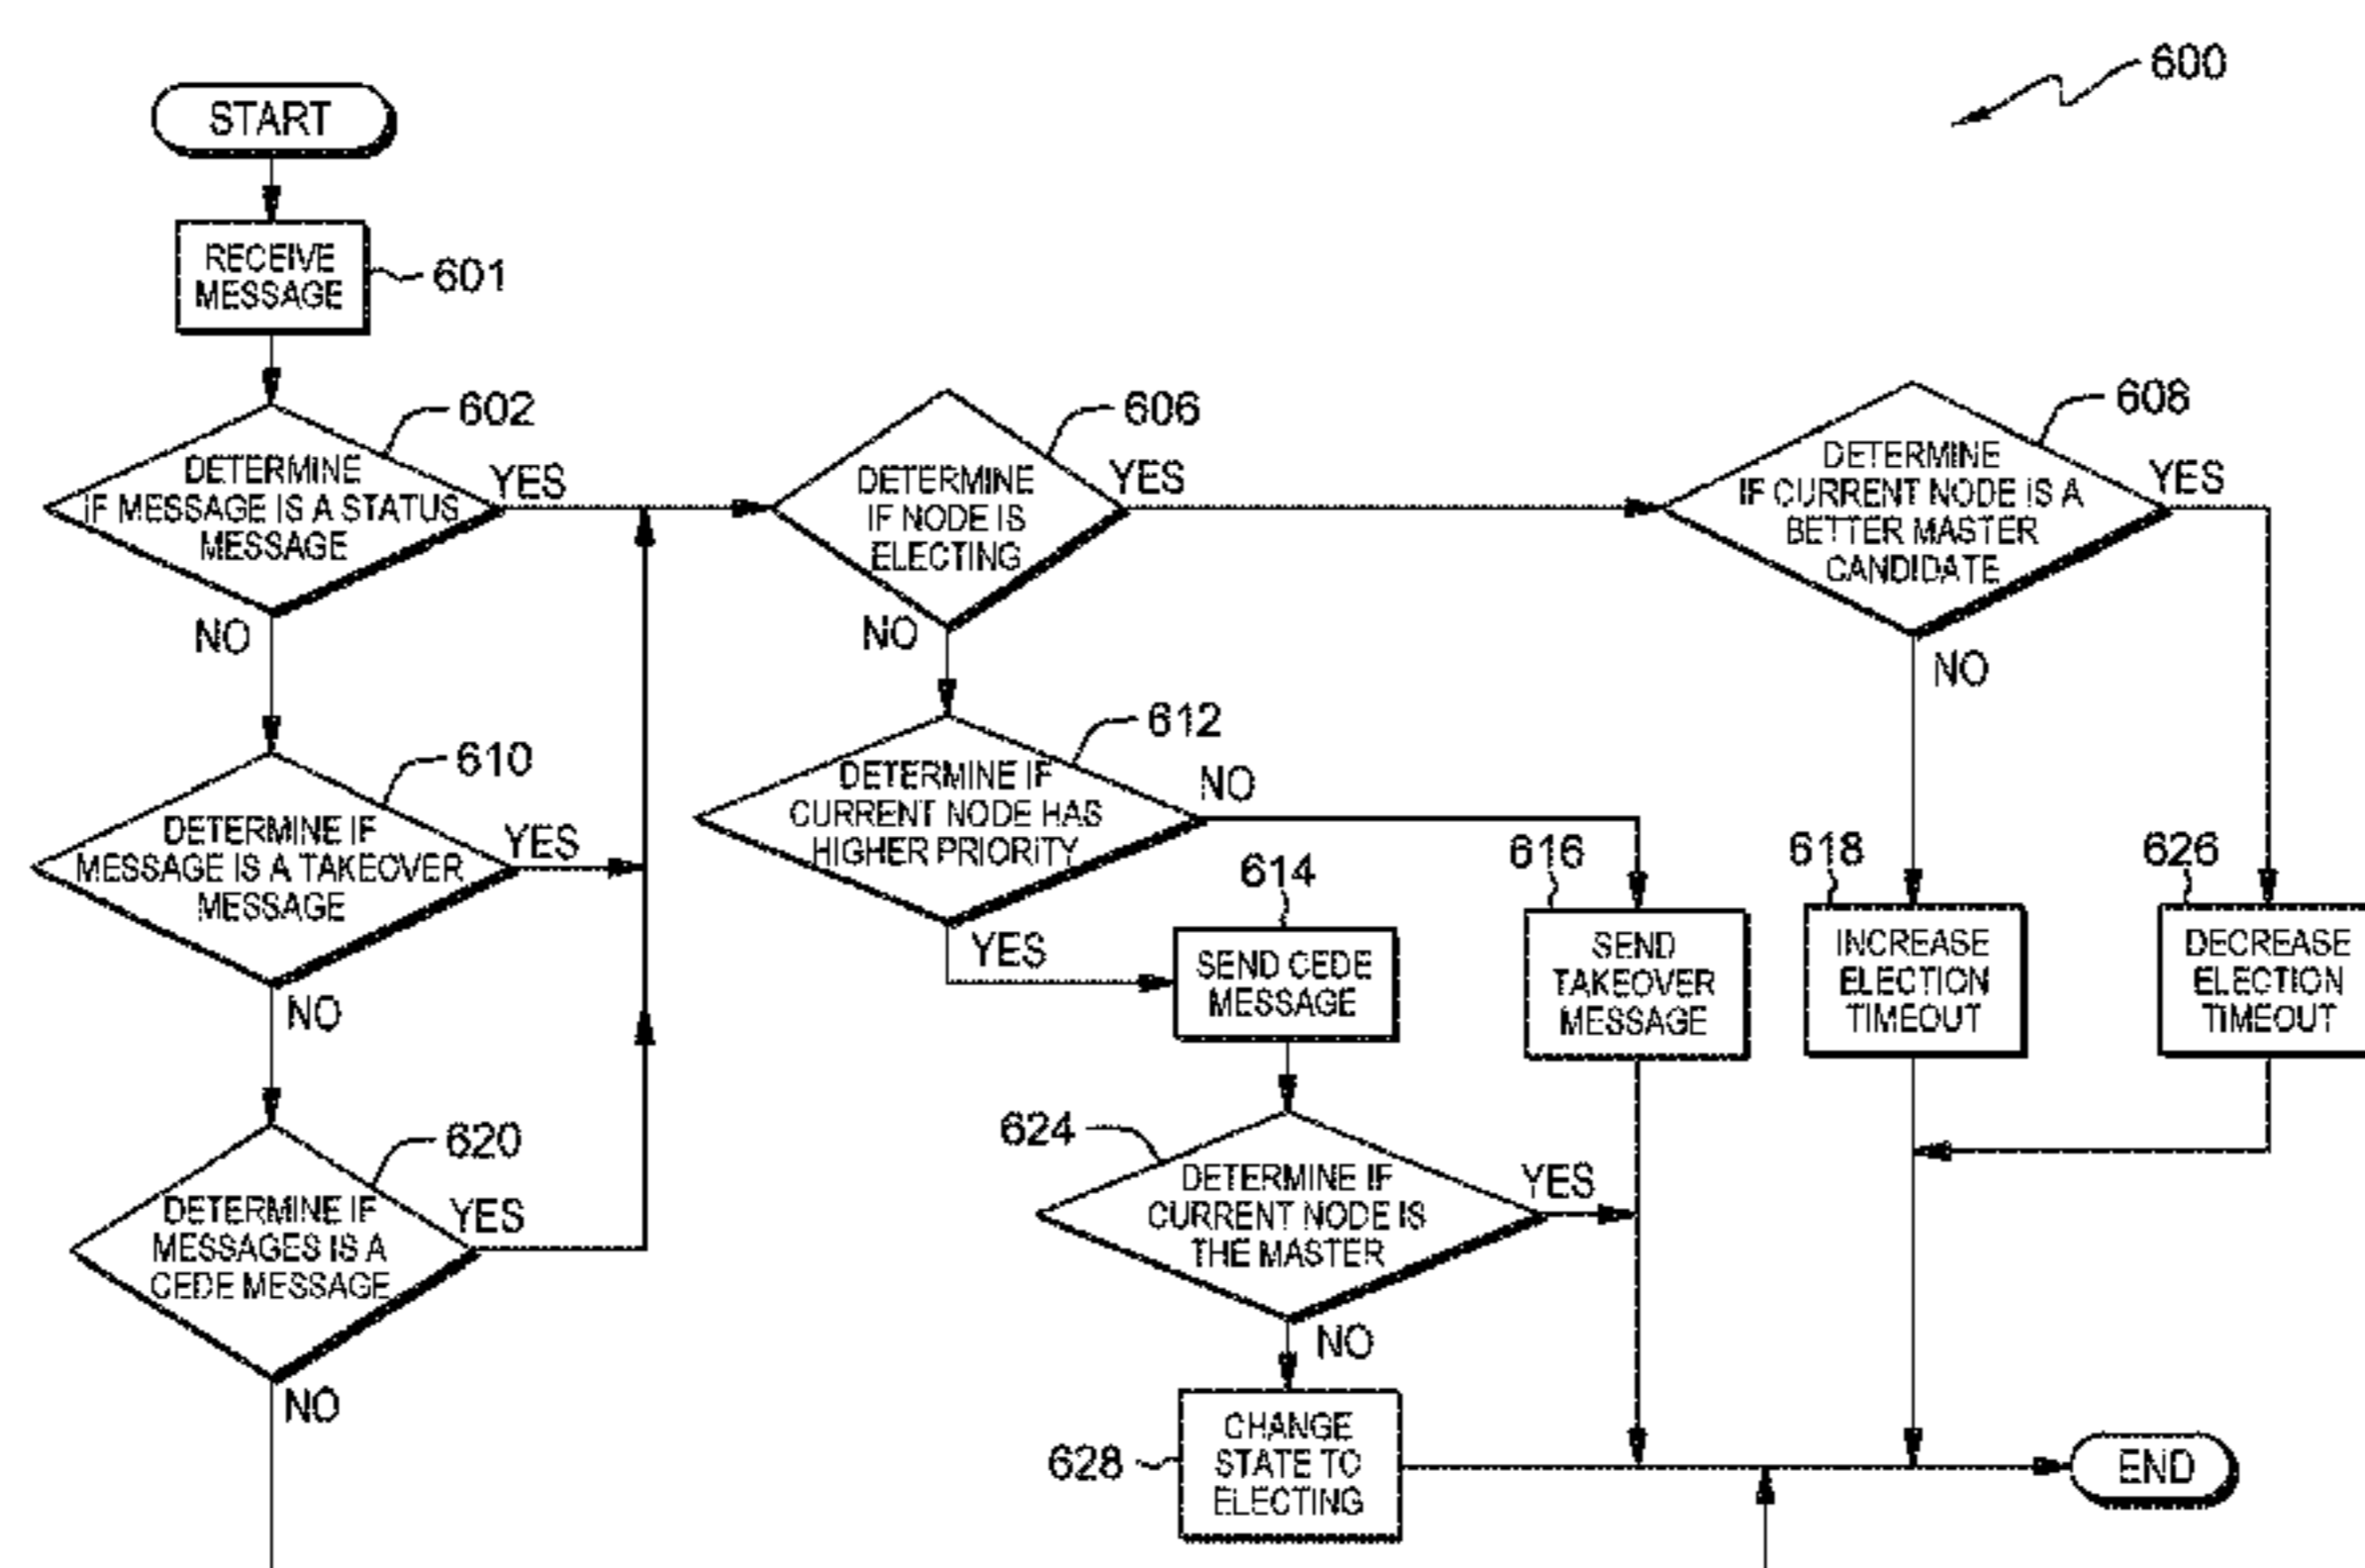 600
START
RECEIVE
MESSAGE
601
602
DETERMINE
IF MESSAGE IS A STATUS
MESSAGE
YES
NO
606
DETERMINE
IF NODE IS
ELECTING
YES
NO
608
DETERMINE
IF CURRENT NODE IS A
BETTER MASTER
CANDIDATE
YES
NO
610
DETERMINE IF
MESSAGE IS A TAKEOVER
MESSAGE
YES
NO
612
DETERMINE IF
CURRENT NODE HAS
HIGHER PRIORITY
NO
YES
614
SEND CEDE
MESSAGE
616
SEND
TAKEOVER
MESSAGE
618
INCREASE
ELECTION
TIMEOUT
626
DECREASE
ELECTION
TIMEOUT
620
DETERMINE IF
MESSAGES IS A
CEDE MESSAGE
YES
NO
624
DETERMINE IF
CURRENT NODE IS
THE MASTER
YES
NO
628
CHANGE
STATE TO
ELECTING
END